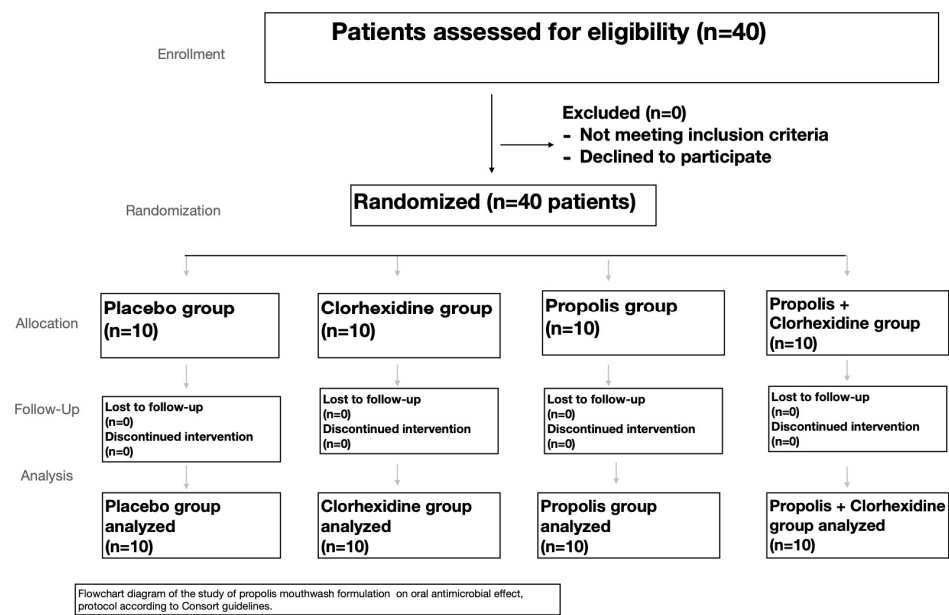 Patients assessed for eligibility (n=40)
Enrollment
Excluded (n=0)
- Not meeting inclusion criteria
- Declined to participate
Randomized (n=40 patients)
Randomization
Allocation
Placebo group
(n=10)
Clorhexidine group
(n=10)
Propolis group
(n=10)
Propolis +
Clorhexidine group
(n=10)
Follow-Up
Lost to follow-up
(n=0)
Discontinued intervention
(n=0)
Lost to follow-up
(n=0)
Discontinued intervention
(n=0)
Lost to follow-up
(n=0)
Discontinued intervention
(n=0)
Lost to follow-up
(n=0)
Discontinued intervention
(n=0)
Analysis
Placebo group
analyzed
(n=10)
Clorhexidine group
analyzed
(n=10)
Propolis group
analyzed
(n=10)
Propolis + Clorhexidine
group analyzed
(n=10)
Flowchart diagram of the study of propolis mouthwash formulation on oral antimicrobial effect,
protocol according to Consort guidelines.